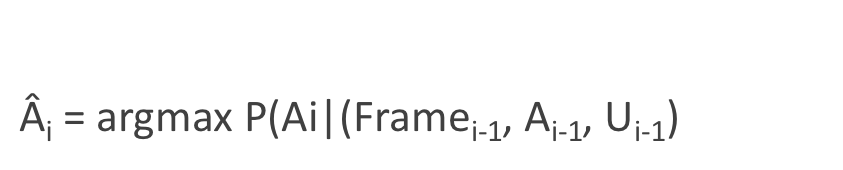 Âᵢ = argmax P(Ai|(Frameᵢ₋₁, Aᵢ₋₁, Uᵢ₋₁)